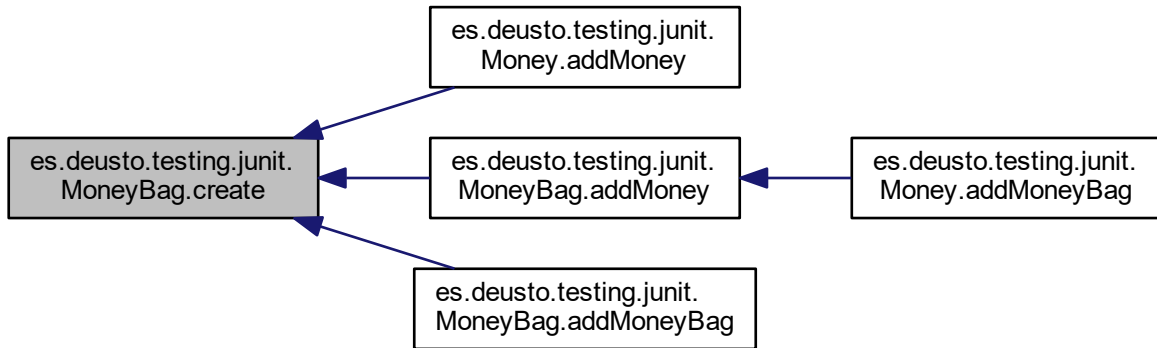 es.deusto.testing.junit.
Money.addMoney
es.deusto.testing.junit.
MoneyBag.create
es.deusto.testing.junit.
MoneyBag.addMoney
es.deusto.testing.junit.
Money.addMoneyBag
es.deusto.testing.junit.
MoneyBag.addMoneyBag